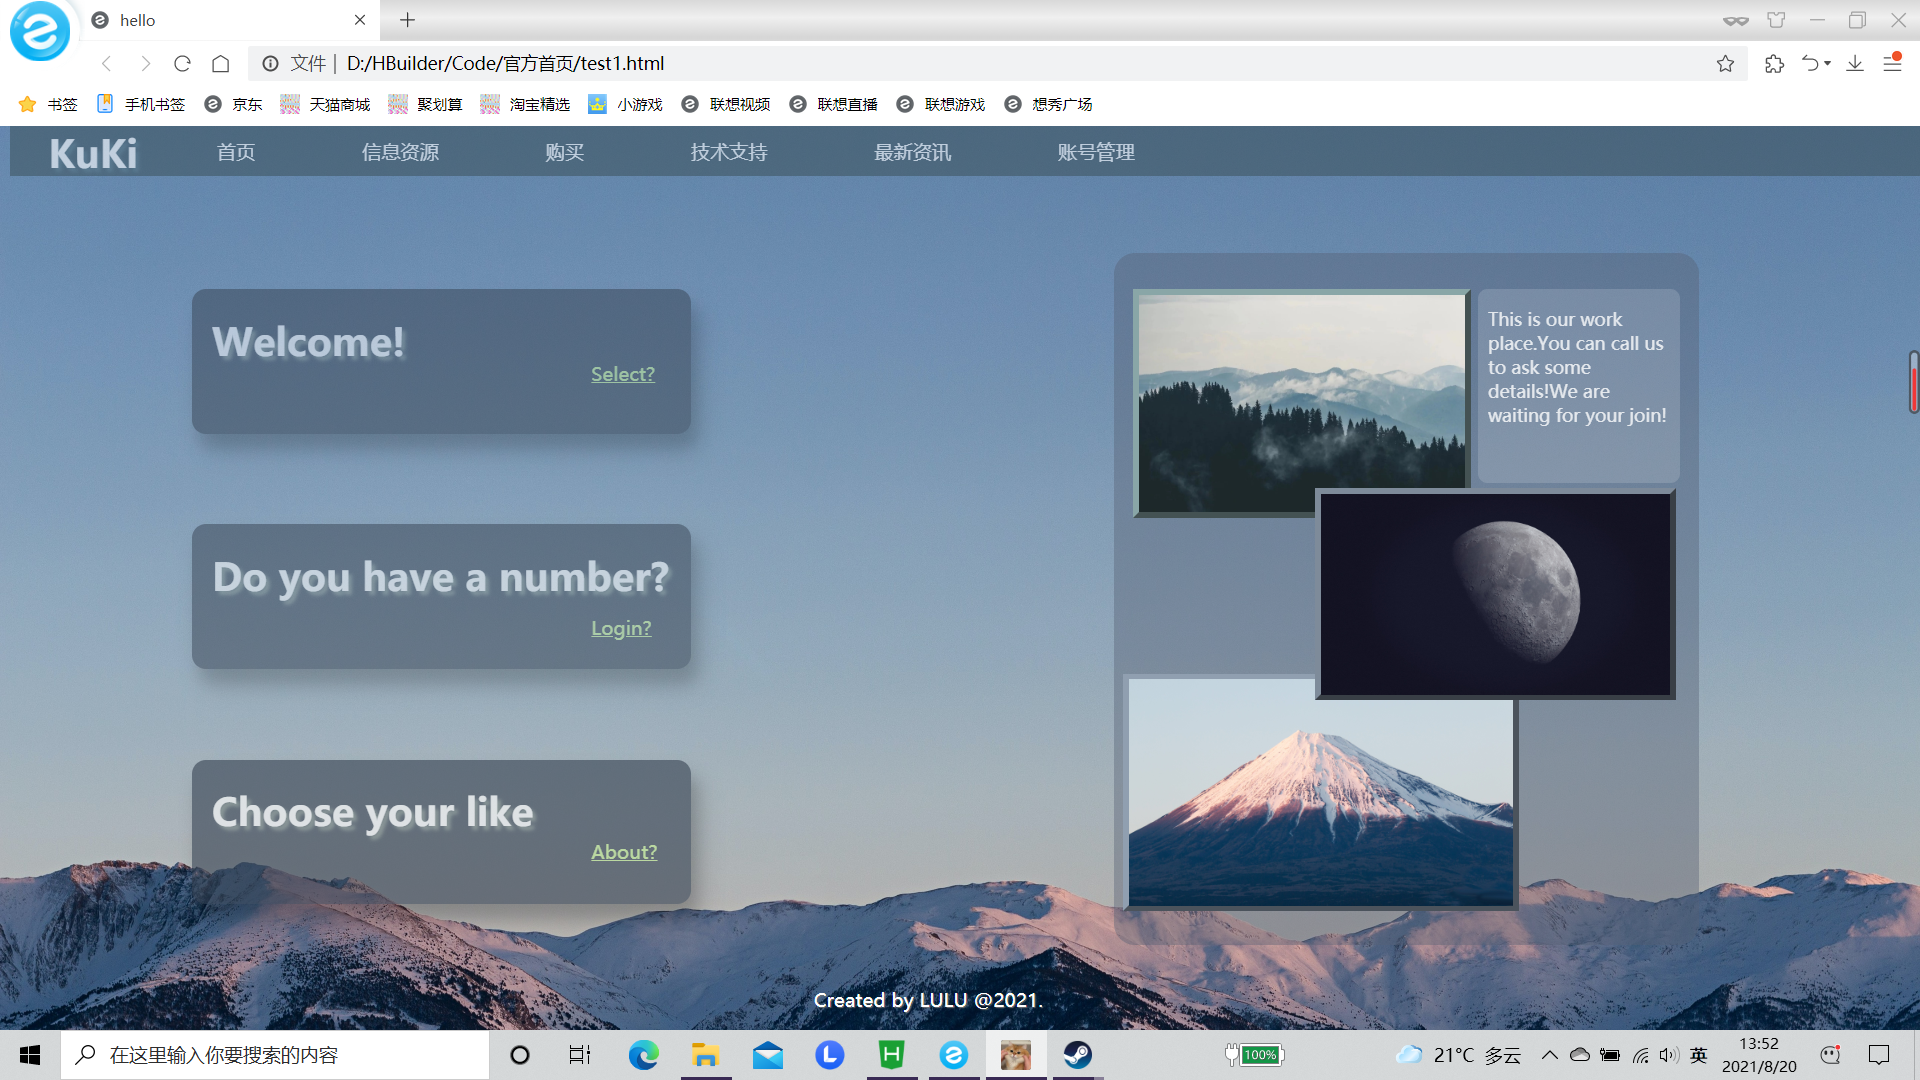 hello
文件 | D:/HBuilder/Code/官方首页/test1.html
书签 手机书签 京东 天猫商城 聚划算 淘宝精选 小游戏 联想视频 联想直播 联想游戏 想秀广场
KuKi 首页 信息资源 购买 技术支持 最新资讯 账号管理
Welcome!
Select?
Do you have a number?
Login?
Choose your like
About?
This is our work
place.You can call us
to ask some
details!We are
waiting for your join!
Created by LULU @2021.
在这里输入你要搜索的内容
100%
21°C 多云
英
13:52
2021/8/20